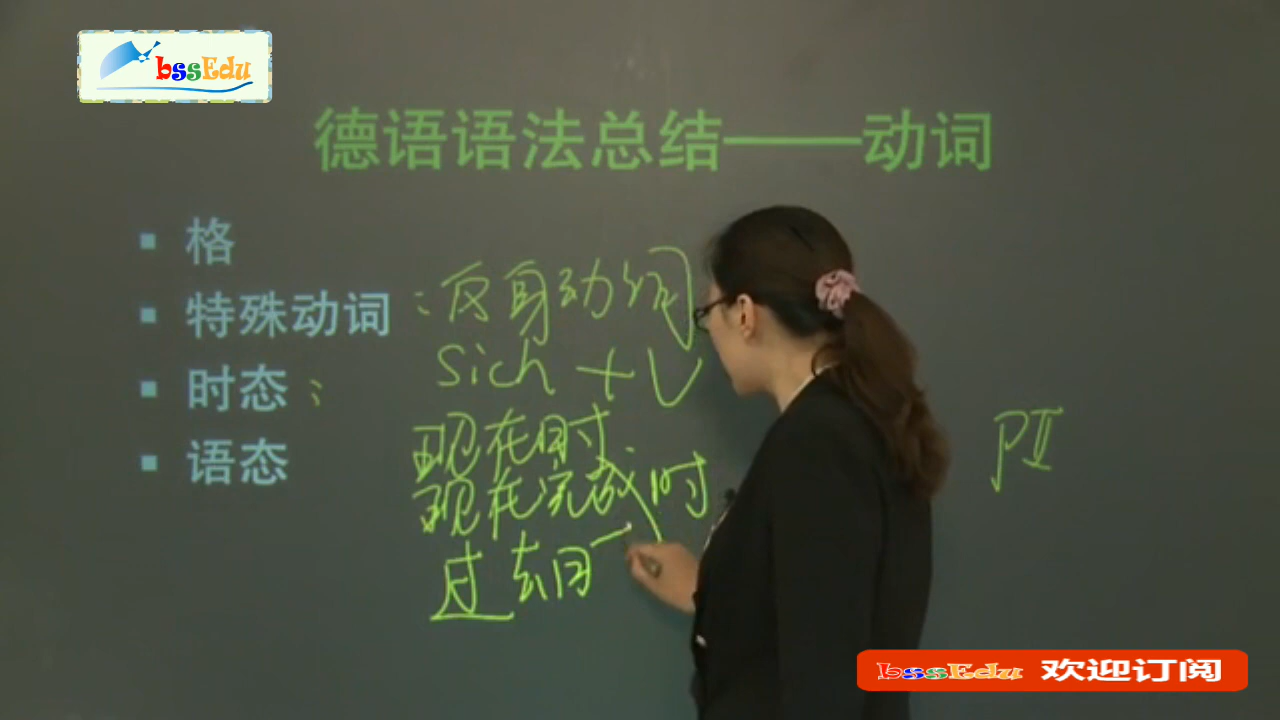 bssEdu
德语语法总结——动词
▪ 格
▪ 特殊动词：反身动词
sich + V
▪ 时态：
现在时
▪ 语态
现在完成时
过去时
PII
bssEdu 欢迎订阅